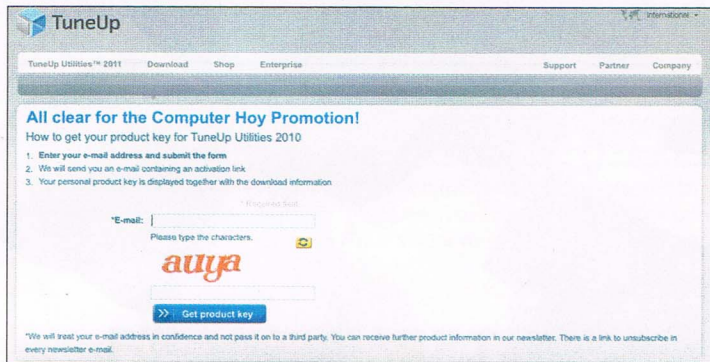 TuneUp
International
TuneUp Utilities™ 2011 Download Shop Enterprise Support Partner Company
All clear for the Computer Hoy Promotion!
How to get your product key for TuneUp Utilities 2010
1. Enter your e-mail address and submit the form
2. We will send you an e-mail containing an activation link
3. Your personal product key is displayed together with the download information
* Required field
*E-mail:
Please type the characters.
auya
>> Get product key
*We will treat your e-mail address in confidence and not pass it on to a third party. You can receive further product information in our newsletter. There is a link to unsubscribe in
every newsletter e-mail.